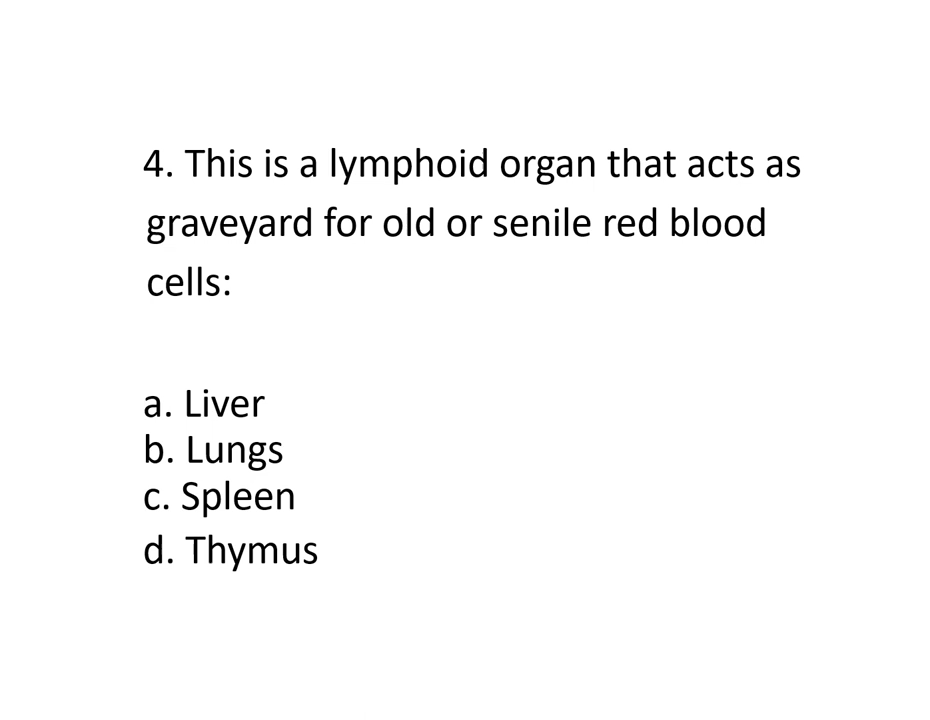 4. This is a lymphoid organ that acts as
graveyard for old or senile red blood
cells:
a. Liver
b. Lungs
c. Spleen
d. Thymus